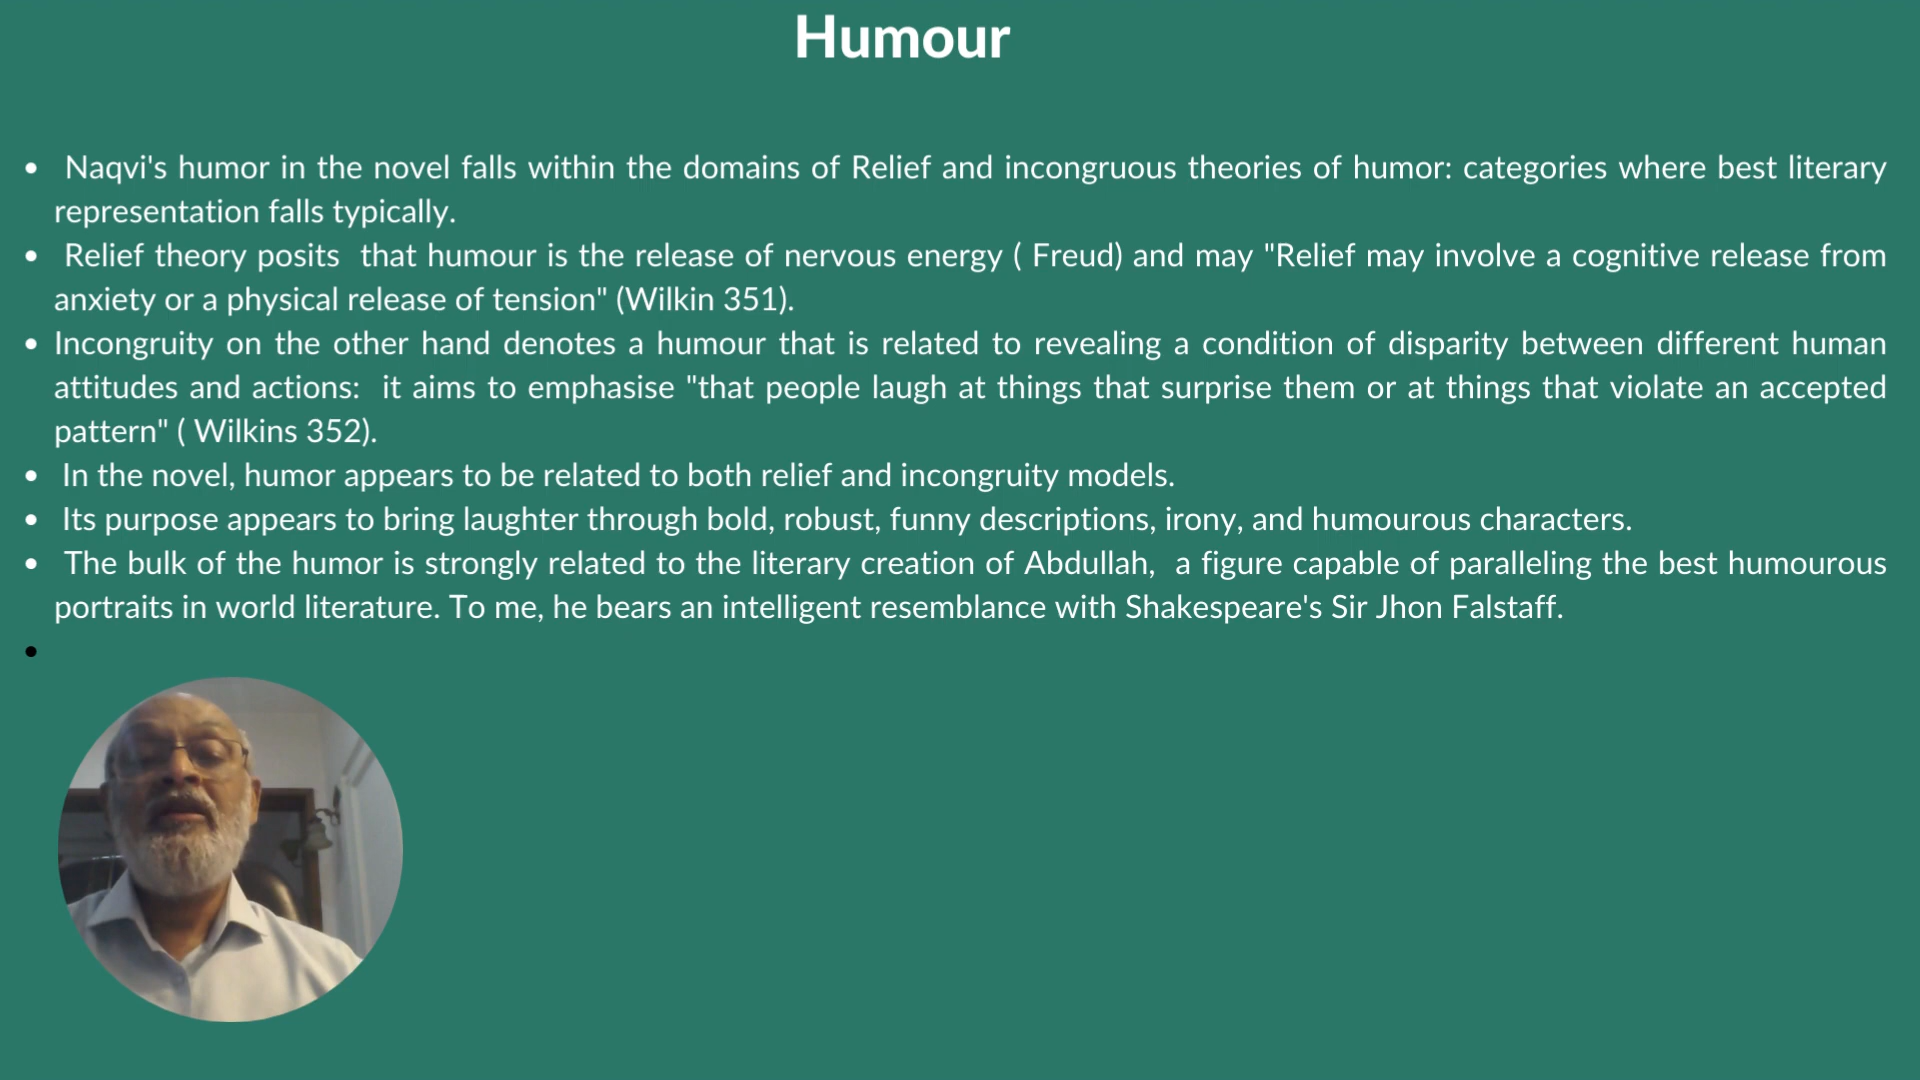 Humour
• Naqvi's humor in the novel falls within the domains of Relief and incongruous theories of humor: categories where best literary
representation falls typically.
• Relief theory posits that humour is the release of nervous energy ( Freud) and may "Relief may involve a cognitive release from
anxiety or a physical release of tension" (Wilkin 351).
• Incongruity on the other hand denotes a humour that is related to revealing a condition of disparity between different human
attitudes and actions: it aims to emphasise "that people laugh at things that surprise them or at things that violate an accepted
pattern" ( Wilkins 352).
• In the novel, humor appears to be related to both relief and incongruity models.
• Its purpose appears to bring laughter through bold, robust, funny descriptions, irony, and humourous characters.
• The bulk of the humor is strongly related to the literary creation of Abdullah, a figure capable of paralleling the best humourous
portraits in world literature. To me, he bears an intelligent resemblance with Shakespeare's Sir Jhon Falstaff.
•